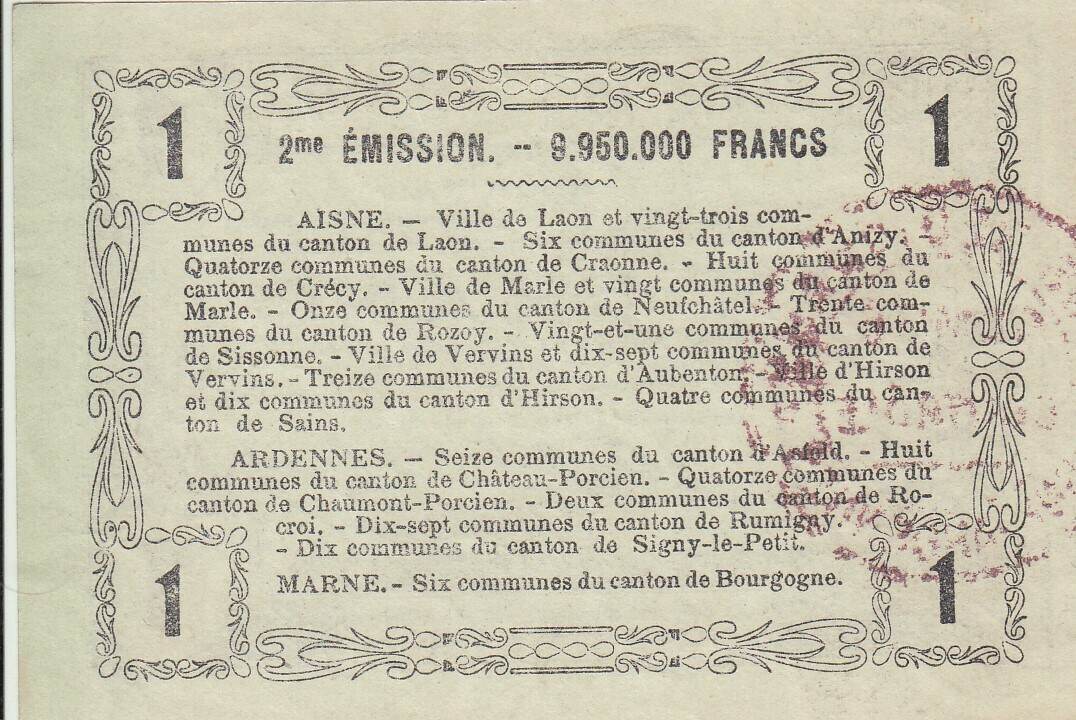 1 1
2me ÉMISSION. -- 9.950.000 FRANCS
AISNE. — Ville de Laon et vingt-trois com-
munes du canton de Laon. - Six communes du canton d'Anizy. -
Quatorze communes du canton de Craonne. - Huit communes du
canton de Crécy. - Ville de Marle et vingt communes du canton de
Marle. - Onze communes du canton de Neufchâtel. - Trente com-
munes du canton de Rozoy. - Vingt-et-une communes du canton
de Sissonne. - Ville de Vervins et dix-sept communes du canton de
Vervins. - Treize communes du canton d'Aubenton. - Ville d'Hirson
et dix communes du canton d'Hirson. - Quatre communes du can-
ton de Sains.
ARDENNES. — Seize communes du canton d'Asfeld. - Huit
communes du canton de Château-Porcien. - Quatorze communes du
canton de Chaumont-Porcien. - Deux communes du canton de Ro-
croi. - Dix-sept communes du canton de Rumigny.
- Dix communes du canton de Signy-le-Petit.
MARNE. - Six communes du canton de Bourgogne.
1 1